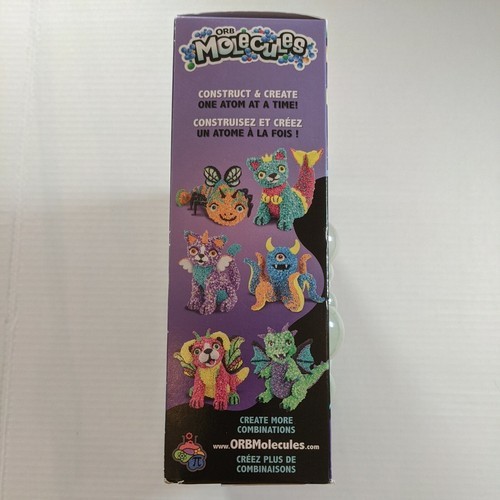 ORB
MOLECULES
CONSTRUCT & CREATE
ONE ATOM AT A TIME!
CONSTRUISEZ ET CRÉEZ
UN ATOME À LA FOIS !
CREATE MORE
COMBINATIONS
www.ORBMolecules.com
CRÉEZ PLUS DE
COMBINAISONS